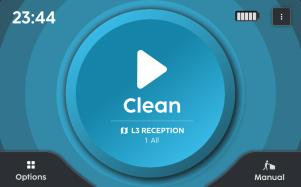 23:44
Clean
L3 RECEPTION
1 All
Options
Manual